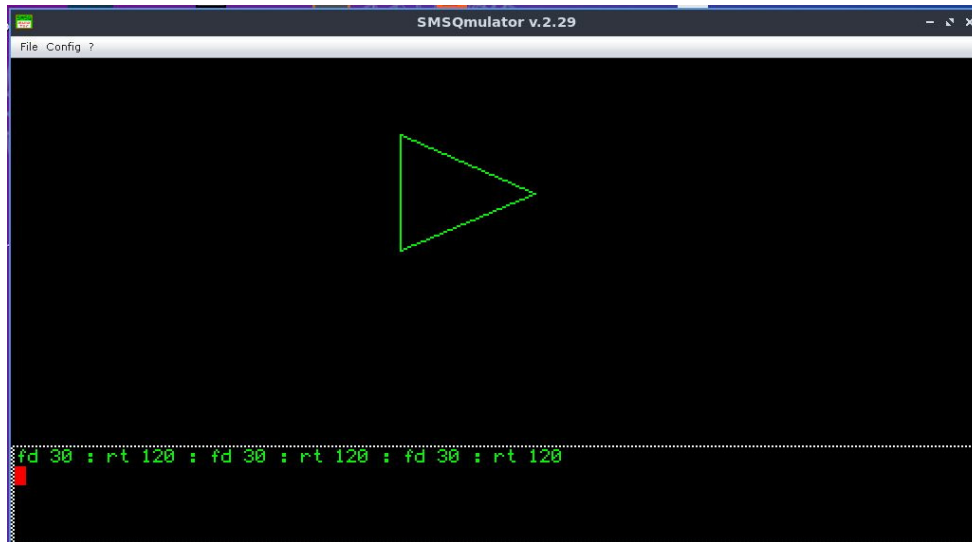 SMSQmulator v.2.29
File Config ?
fd 30 : rt 120 : fd 30 : rt 120 : fd 30 : rt 120